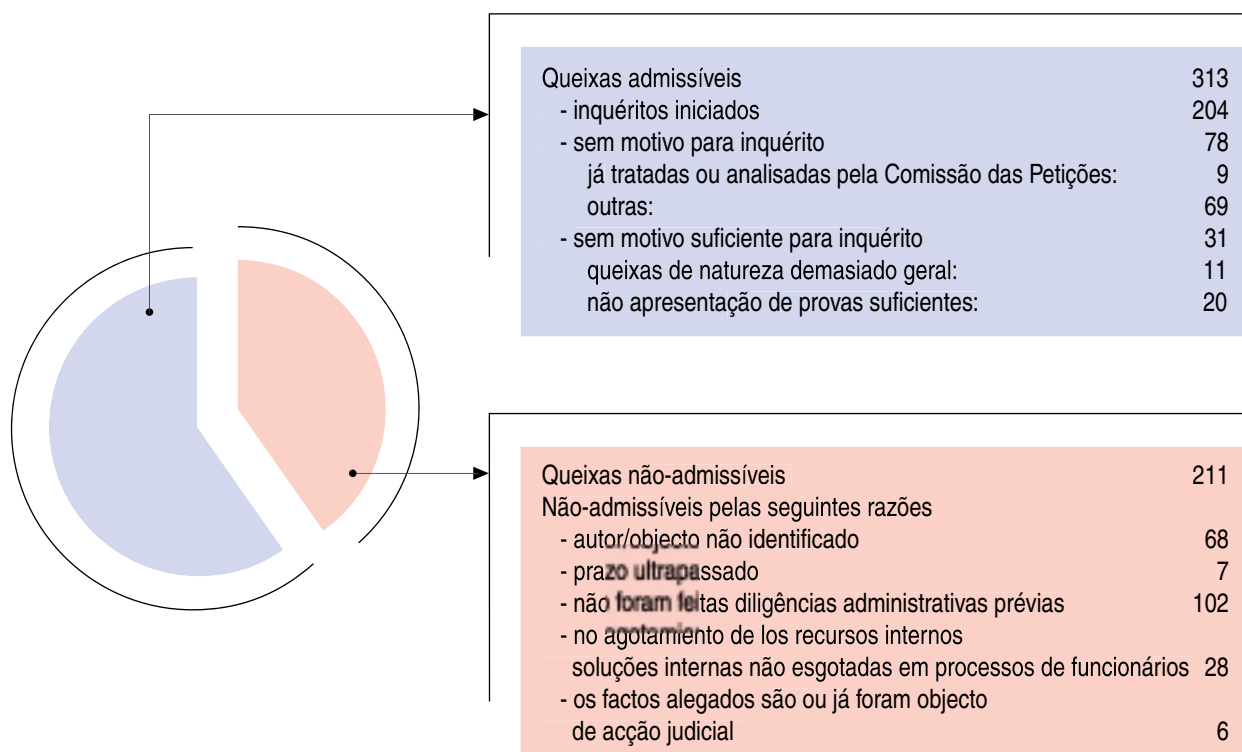 Queixas admissíveis 313
- inquéritos iniciados 204
- sem motivo para inquérito 78
já tratadas ou analisadas pela Comissão das Petições: 9
outras: 69
- sem motivo suficiente para inquérito 31
queixas de natureza demasiado geral: 11
não apresentação de provas suficientes: 20
Queixas não-admissíveis 211
Não-admissíveis pelas seguintes razões
- autor/objecto não identificado 68
- prazo ultrapassado 7
- não foram feitas diligências administrativas prévias 102
- no agotamiento de los recursos internos
soluções internas não esgotadas em processos de funcionários 28
- os factos alegados são ou já foram objecto
de acção judicial 6